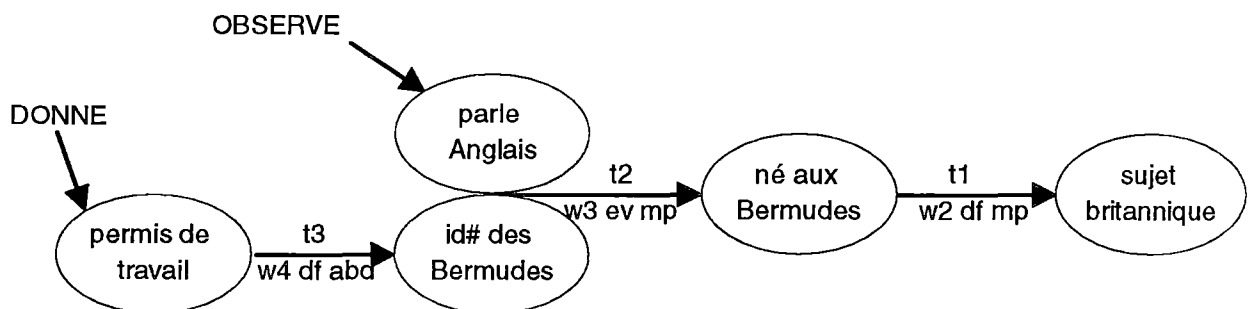 OBSERVE
DONNE
parle
Anglais
permis de
travail
t3
w4 df abd
id# des
Bermudes
t2
w3 ev mp
né aux
Bermudes
t1
w2 df mp
sujet
britannique